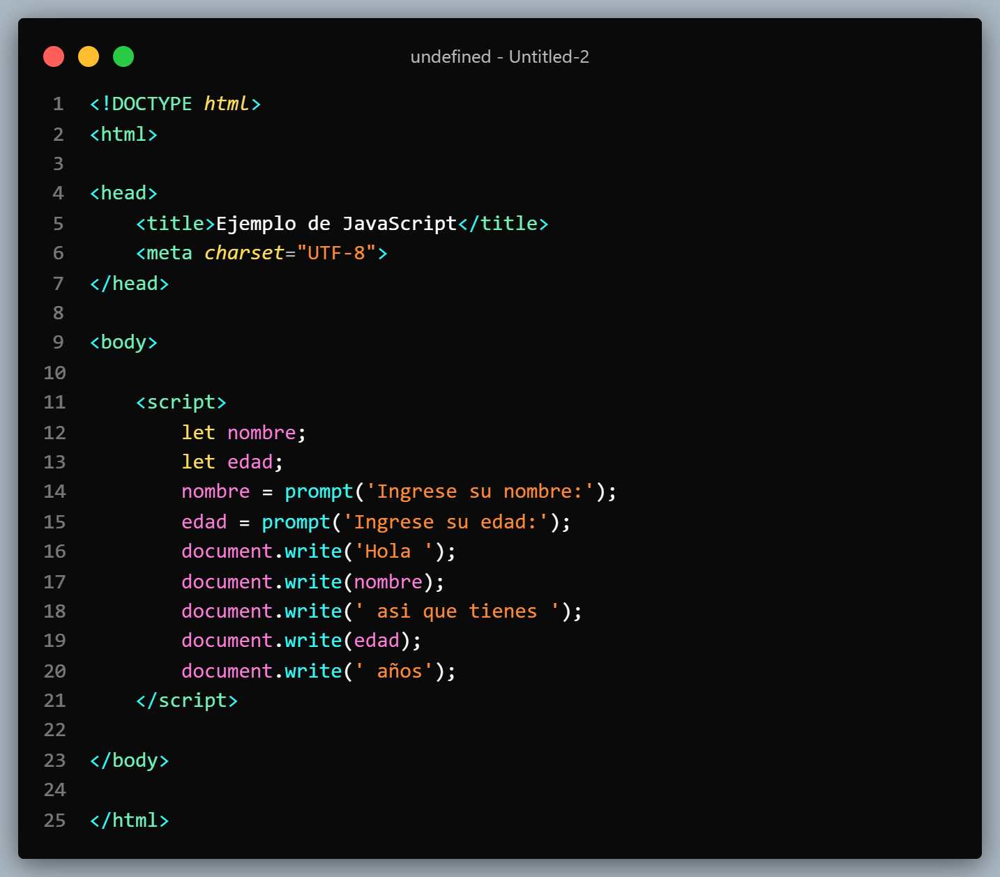 undefined - Untitled-2
1 <!DOCTYPE html>
2 <html>
3
4 <head>
5     <title>Ejemplo de JavaScript</title>
6     <meta charset="UTF-8">
7 </head>
8
9 <body>
10
11     <script>
12         let nombre;
13         let edad;
14         nombre = prompt('Ingrese su nombre:');
15         edad = prompt('Ingrese su edad:');
16         document.write('Hola ');
17         document.write(nombre);
18         document.write(' asi que tienes ');
19         document.write(edad);
20         document.write(' años');
21     </script>
22
23 </body>
24
25 </html>